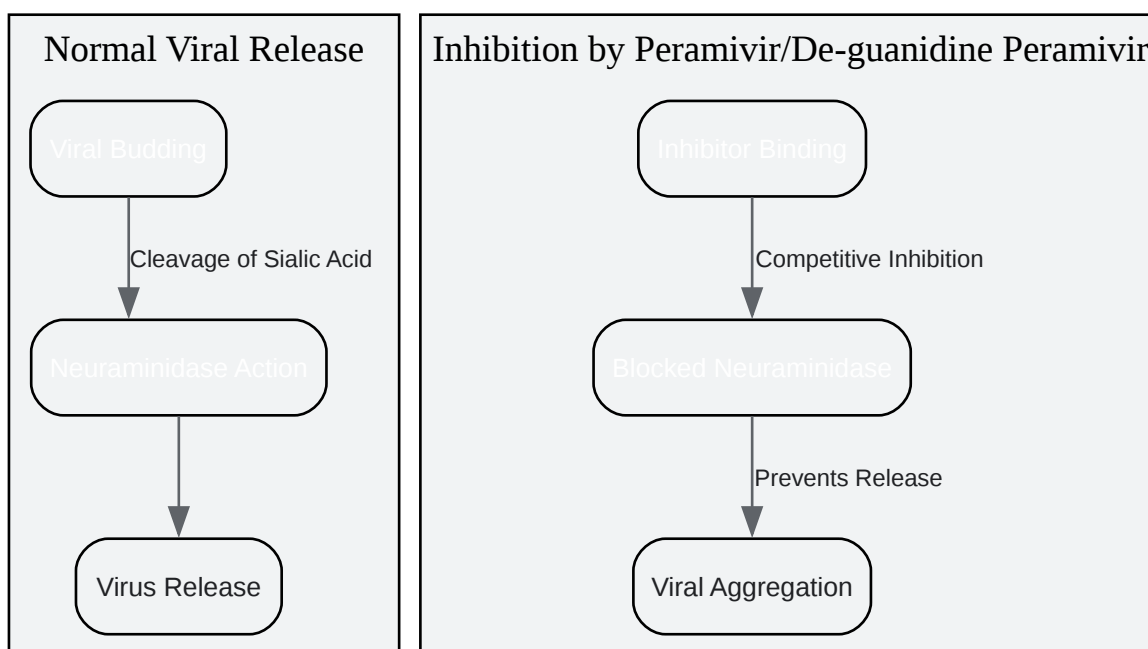 Normal Viral Release
Viral Budding
Cleavage of Sialic Acid
Neuraminidase Action
Virus Release
Inhibition by Peramivir/De-guanidine Peramivir
Inhibitor Binding
Competitive Inhibition
Blocked Neuraminidase
Prevents Release
Viral Aggregation